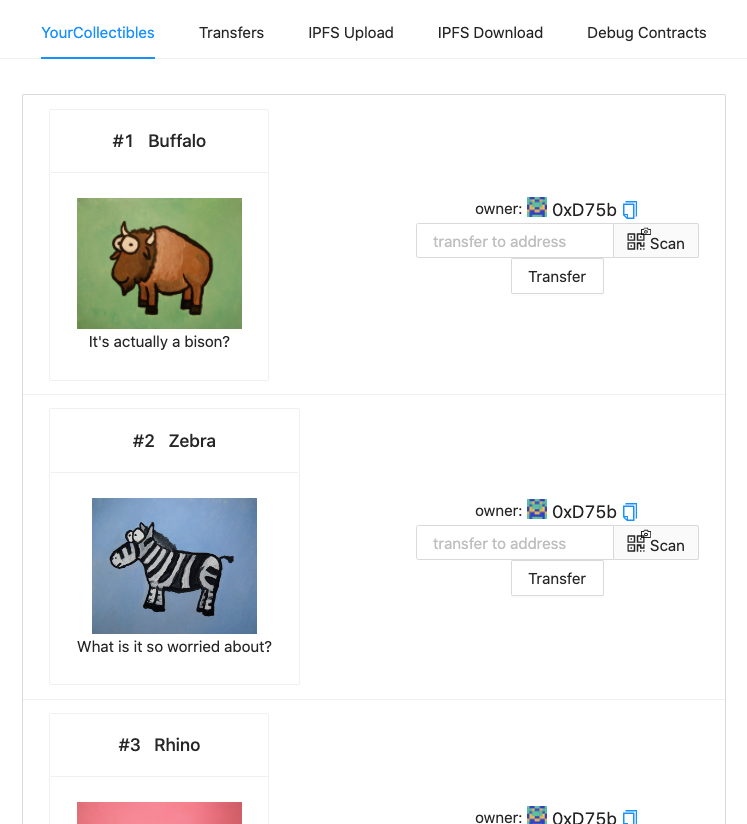 YourCollectibles Transfers IPFS Upload IPFS Download Debug Contracts
#1 Buffalo
It's actually a bison?
owner: 0xD75b
transfer to address Scan
Transfer
#2 Zebra
What is it so worried about?
owner: 0xD75b
transfer to address Scan
Transfer
#3 Rhino
owner: 0xD75b